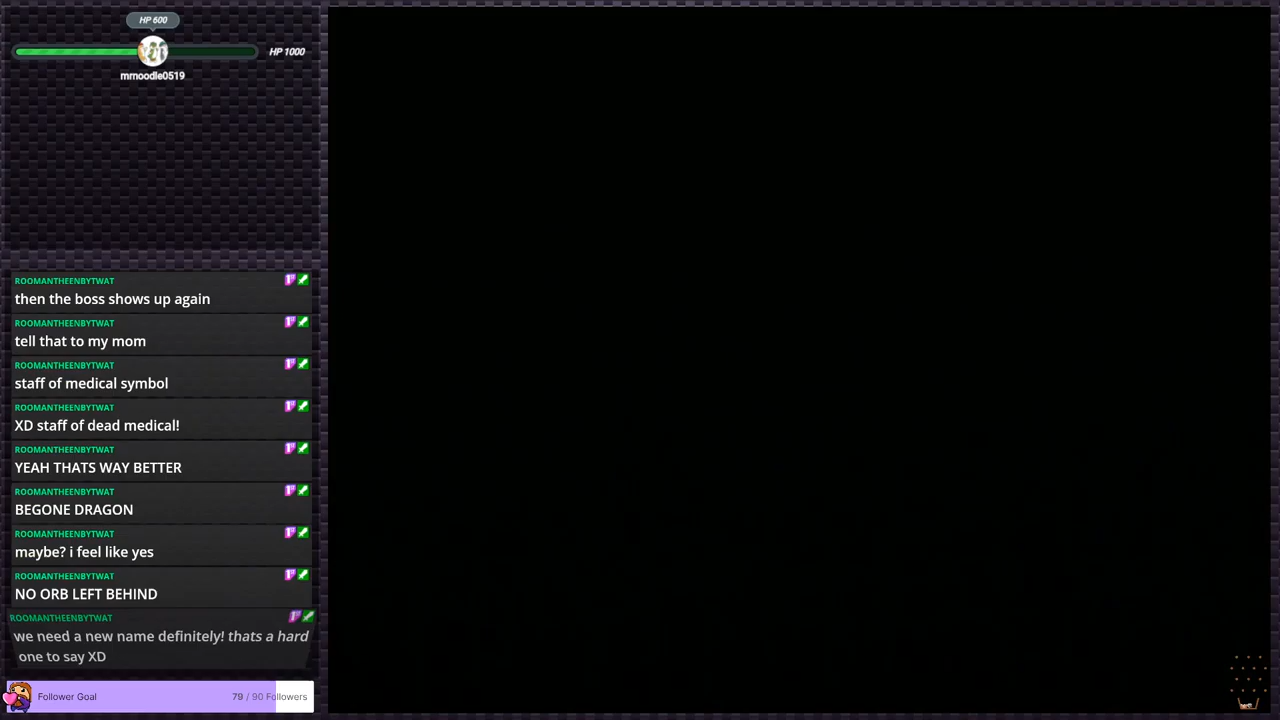 HP 600
HP 1000
mrnoodle0519
ROOMANTHEENBYTWAT
then the boss shows up again
ROOMANTHEENBYTWAT
tell that to my mom
ROOMANTHEENBYTWAT
staff of medical symbol
ROOMANTHEENBYTWAT
XD staff of dead medical!
ROOMANTHEENBYTWAT
YEAH THATS WAY BETTER
ROOMANTHEENBYTWAT
BEGONE DRAGON
ROOMANTHEENBYTWAT
maybe? i feel like yes
ROOMANTHEENBYTWAT
NO ORB LEFT BEHIND
ROOMANTHEENBYTWAT
we need a new name definitely! thats a hard
one to say XD
Follower Goal 79 / 90 Followers